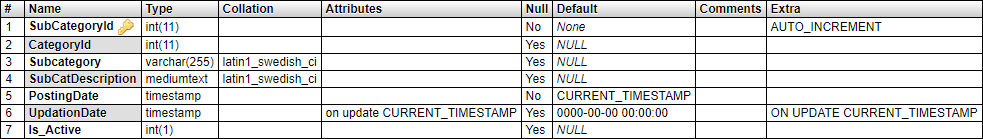 # Name Type Collation Attributes Null Default Comments Extra
1 SubCategoryId int(11) No None AUTO_INCREMENT
2 CategoryId int(11) Yes NULL
3 Subcategory varchar(255) latin1_swedish_ci Yes NULL
4 SubCatDescription mediumtext latin1_swedish_ci Yes NULL
5 PostingDate timestamp No CURRENT_TIMESTAMP
6 UpdationDate timestamp on update CURRENT_TIMESTAMP Yes 0000-00-00 00:00:00 ON UPDATE CURRENT_TIMESTAMP
7 Is_Active int(1) Yes NULL